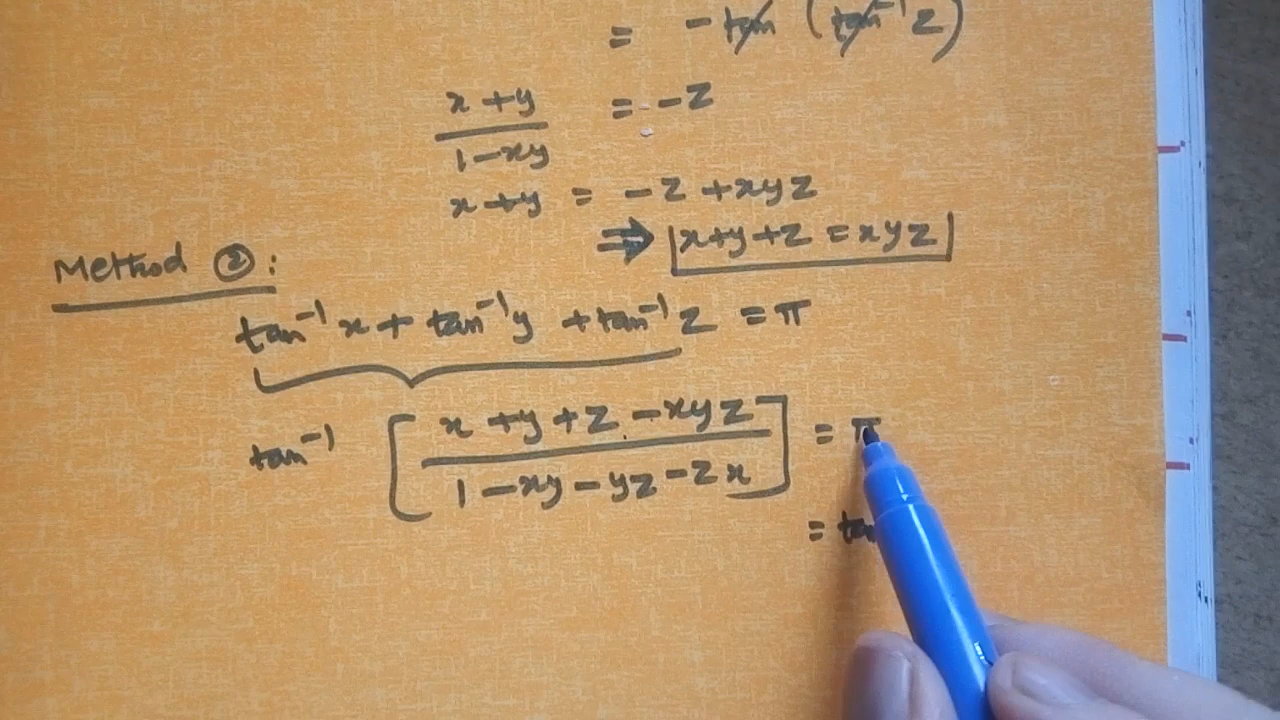 = - tan (tan⁻¹ z)
x + y / 1 - xy = - z
x + y = - z + xyz
⇒ x + y + z = xyz
Method ②:
tan⁻¹ x + tan⁻¹ y + tan⁻¹ z = π
tan⁻¹ [ x + y + z - xyz / 1 - xy - yz - zx ] = π
= tan